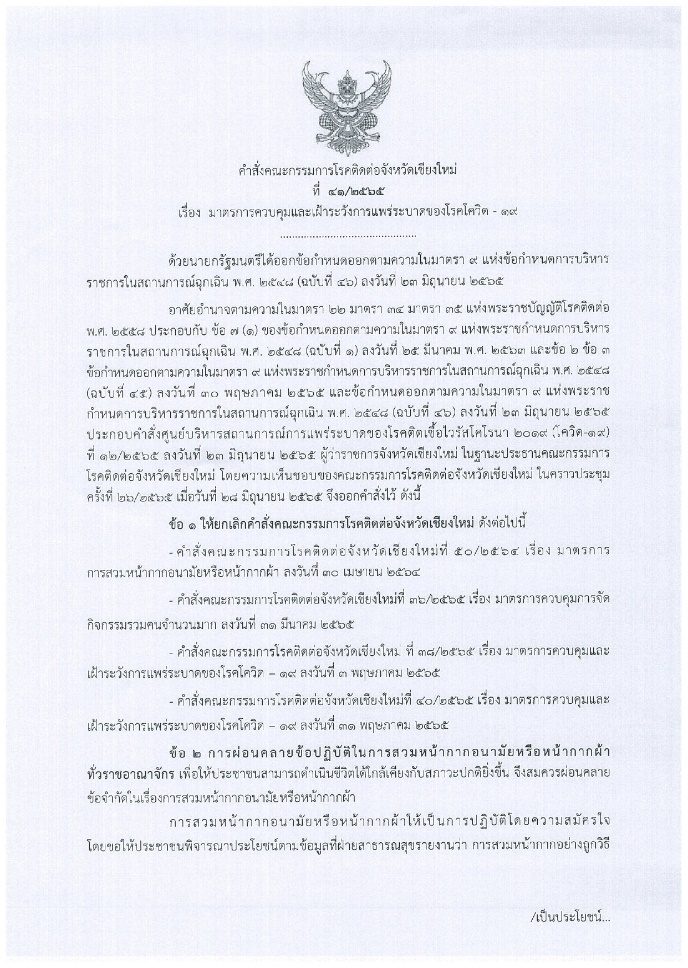 คำสั่งคณะกรรมการโรคติดต่อจังหวัดเชียงใหม่
ที่ ๔๑/๒๕๖๕
เรื่อง มาตรการควบคุมและเฝ้าระวังการแพร่ระบาดของโรคโควิด - ๑๙
................................................
ด้วยนายกรัฐมนตรีได้ออกข้อกำหนดออกตามความในมาตรา ๙ แห่งข้อกำหนดการบริหาร
ราชการในสถานการณ์ฉุกเฉิน พ.ศ. ๒๕๔๘ (ฉบับที่ ๔๖) ลงวันที่ ๒๓ มิถุนายน ๒๕๖๕
อาศัยอำนาจตามความในมาตรา ๒๒ มาตรา ๓๔ มาตรา ๓๕ แห่งพระราชบัญญัติโรคติดต่อ
พ.ศ. ๒๕๕๘ ประกอบกับ ข้อ ๗ (๑) ของข้อกำหนดออกตามความในมาตรา ๙ แห่งพระราชกำหนดการบริหาร
ราชการในสถานการณ์ฉุกเฉิน พ.ศ. ๒๕๔๘ (ฉบับที่ ๑) ลงวันที่ ๒๕ มีนาคม พ.ศ. ๒๕๖๓ และข้อ ๒ ข้อ ๓
ข้อกำหนดออกตามความในมาตรา ๙ แห่งพระราชกำหนดการบริหารราชการในสถานการณ์ฉุกเฉิน พ.ศ. ๒๕๔๘
(ฉบับที่ ๔๕) ลงวันที่ ๓๐ พฤษภาคม ๒๕๖๕ และข้อกำหนดออกตามความในมาตรา ๙ แห่งพระราช
กำหนดการบริหารราชการในสถานการณ์ฉุกเฉิน พ.ศ. ๒๕๔๘ (ฉบับที่ ๔๖) ลงวันที่ ๒๓ มิถุนายน ๒๕๖๕
ประกอบคำสั่งศูนย์บริหารสถานการณ์การแพร่ระบาดของโรคติดเชื้อไวรัสโคโรนา ๒๐๑๙ (โควิด-๑๙)
ที่ ๑๒/๒๕๖๕ ลงวันที่ ๒๓ มิถุนายน ๒๕๖๕ ผู้ว่าราชการจังหวัดเชียงใหม่ ในฐานะประธานคณะกรรมการ
โรคติดต่อจังหวัดเชียงใหม่ โดยความเห็นชอบของคณะกรรมการโรคติดต่อจังหวัดเชียงใหม่ ในคราวประชุม
ครั้งที่ ๒๖/๒๕๖๕ เมื่อวันที่ ๒๘ มิถุนายน ๒๕๖๕ จึงออกคำสั่งไว้ ดังนี้
ข้อ ๑ ให้ยกเลิกคำสั่งคณะกรรมการโรคติดต่อจังหวัดเชียงใหม่ ดังต่อไปนี้
- คำสั่งคณะกรรมการโรคติดต่อจังหวัดเชียงใหม่ที่ ๕๐/๒๕๖๔ เรื่อง มาตรการ
การสวมหน้ากากอนามัยหรือหน้ากากผ้า ลงวันที่ ๓๐ เมษายน ๒๕๖๔
- คำสั่งคณะกรรมการโรคติดต่อจังหวัดเชียงใหม่ที่ ๓๖/๒๕๖๕ เรื่อง มาตรการควบคุมการจัด
กิจกรรมรวมคนจำนวนมาก ลงวันที่ ๓๑ มีนาคม ๒๕๖๕
- คำสั่งคณะกรรมการโรคติดต่อจังหวัดเชียงใหม่ ที่ ๓๘/๒๕๖๕ เรื่อง มาตรการควบคุมและ
เฝ้าระวังการแพร่ระบาดของโรคโควิด – ๑๙ ลงวันที่ ๓ พฤษภาคม ๒๕๖๕
- คำสั่งคณะกรรมการโรคติดต่อจังหวัดเชียงใหม่ที่ ๔๐/๒๕๖๕ เรื่อง มาตรการควบคุมและ
เฝ้าระวังการแพร่ระบาดของโรคโควิด – ๑๙ ลงวันที่ ๓๑ พฤษภาคม ๒๕๖๕
ข้อ ๒ การผ่อนคลายข้อปฏิบัติในการสวมหน้ากากอนามัยหรือหน้ากากผ้า
ทั่วราชอาณาจักร เพื่อให้ประชาชนสามารถดำเนินชีวิตได้ใกล้เคียงกับสภาวะปกติยิ่งขึ้น จึงสมควรผ่อนคลาย
ข้อจำกัดในเรื่องการสวมหน้ากากอนามัยหรือหน้ากากผ้า
การสวมหน้ากากอนามัยหรือหน้ากากผ้าให้เป็นการปฏิบัติโดยความสมัครใจ
โดยขอให้ประชาชนพิจารณาประโยชน์ตามข้อมูลที่ฝ่ายสาธารณสุขรายงานว่า การสวมหน้ากากอย่างถูกวิธี
/เป็นประโยชน์...